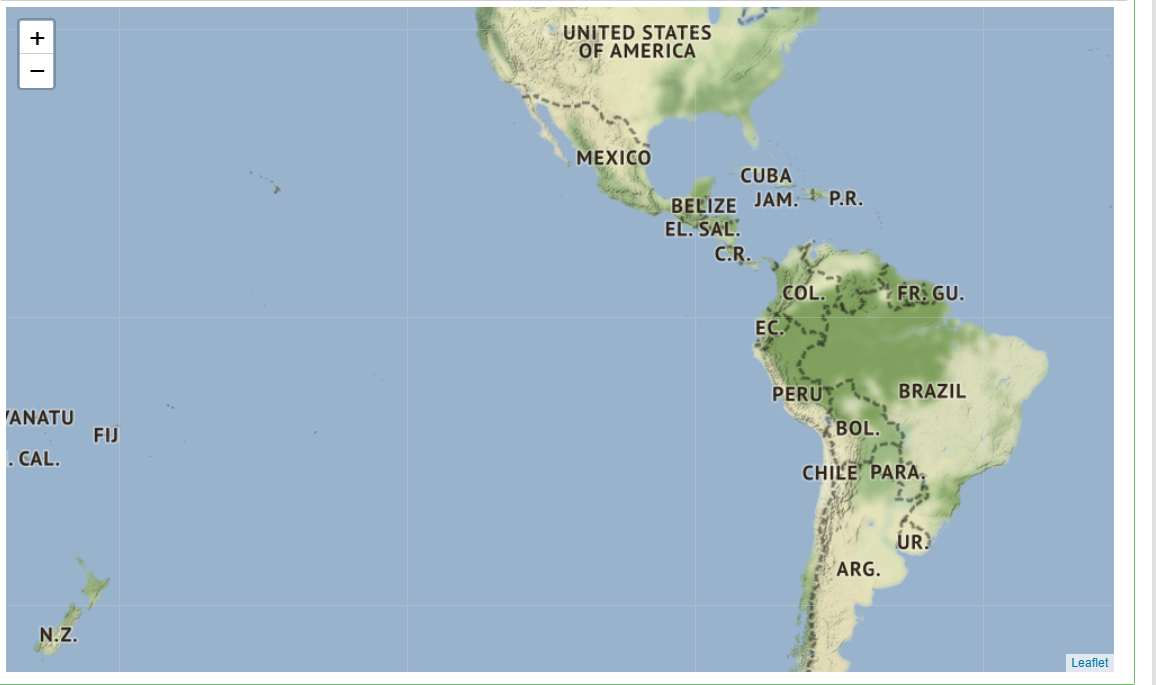 +
−
UNITED STATES
OF AMERICA
MEXICO
CUBA
JAM.
P.R.
BELIZE
EL. SAL.
C.R.
COL.
FR. GU.
EC.
PERU
BRAZIL
VANATU
FIJ
BOL.
. CAL.
CHILE
PARA.
UR.
ARG.
N.Z.
Leaflet